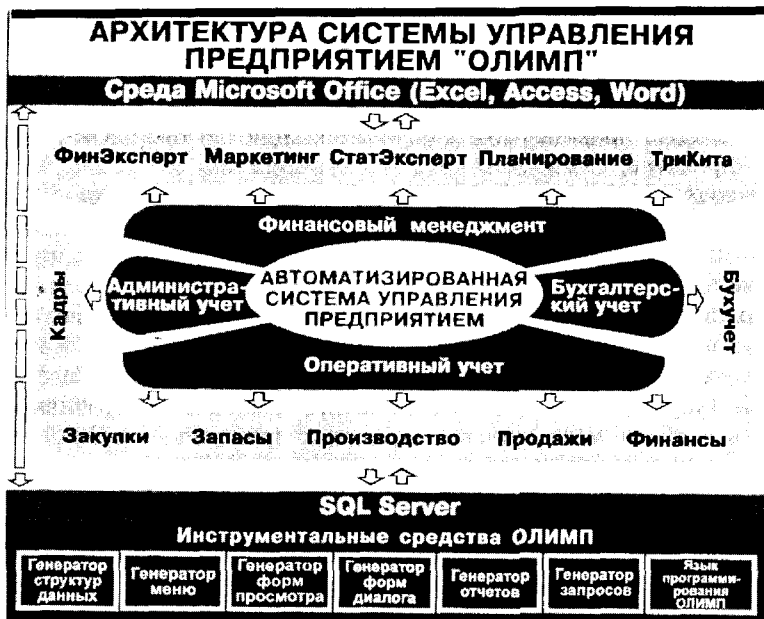 АРХИТЕКТУРА СИСТЕМЫ УПРАВЛЕНИЯ
ПРЕДПРИЯТИЕМ "ОЛИМП"
Среда Microsoft Office (Excel, Access, Word)
ФинЭксперт Маркетинг СтатЭксперт Планирование ТриКита
Финансовый менеджмент
Кадры
Администра-
тивный учет
АВТОМАТИЗИРОВАННАЯ
СИСТЕМА УПРАВЛЕНИЯ
ПРЕДПРИЯТИЕМ
Бухгалтерс-
кий учет
Бухучет
Оперативный учет
Закупки Запасы Производство Продажи Финансы
SQL Server
Инструментальные средства ОЛИМП
Генератор
структур
данных
Генератор
меню
Генератор
форм
просмотра
Генератор
форм
диалога
Генератор
отчетов
Генератор
запросов
Язык
программи-
рования
ОЛИМП